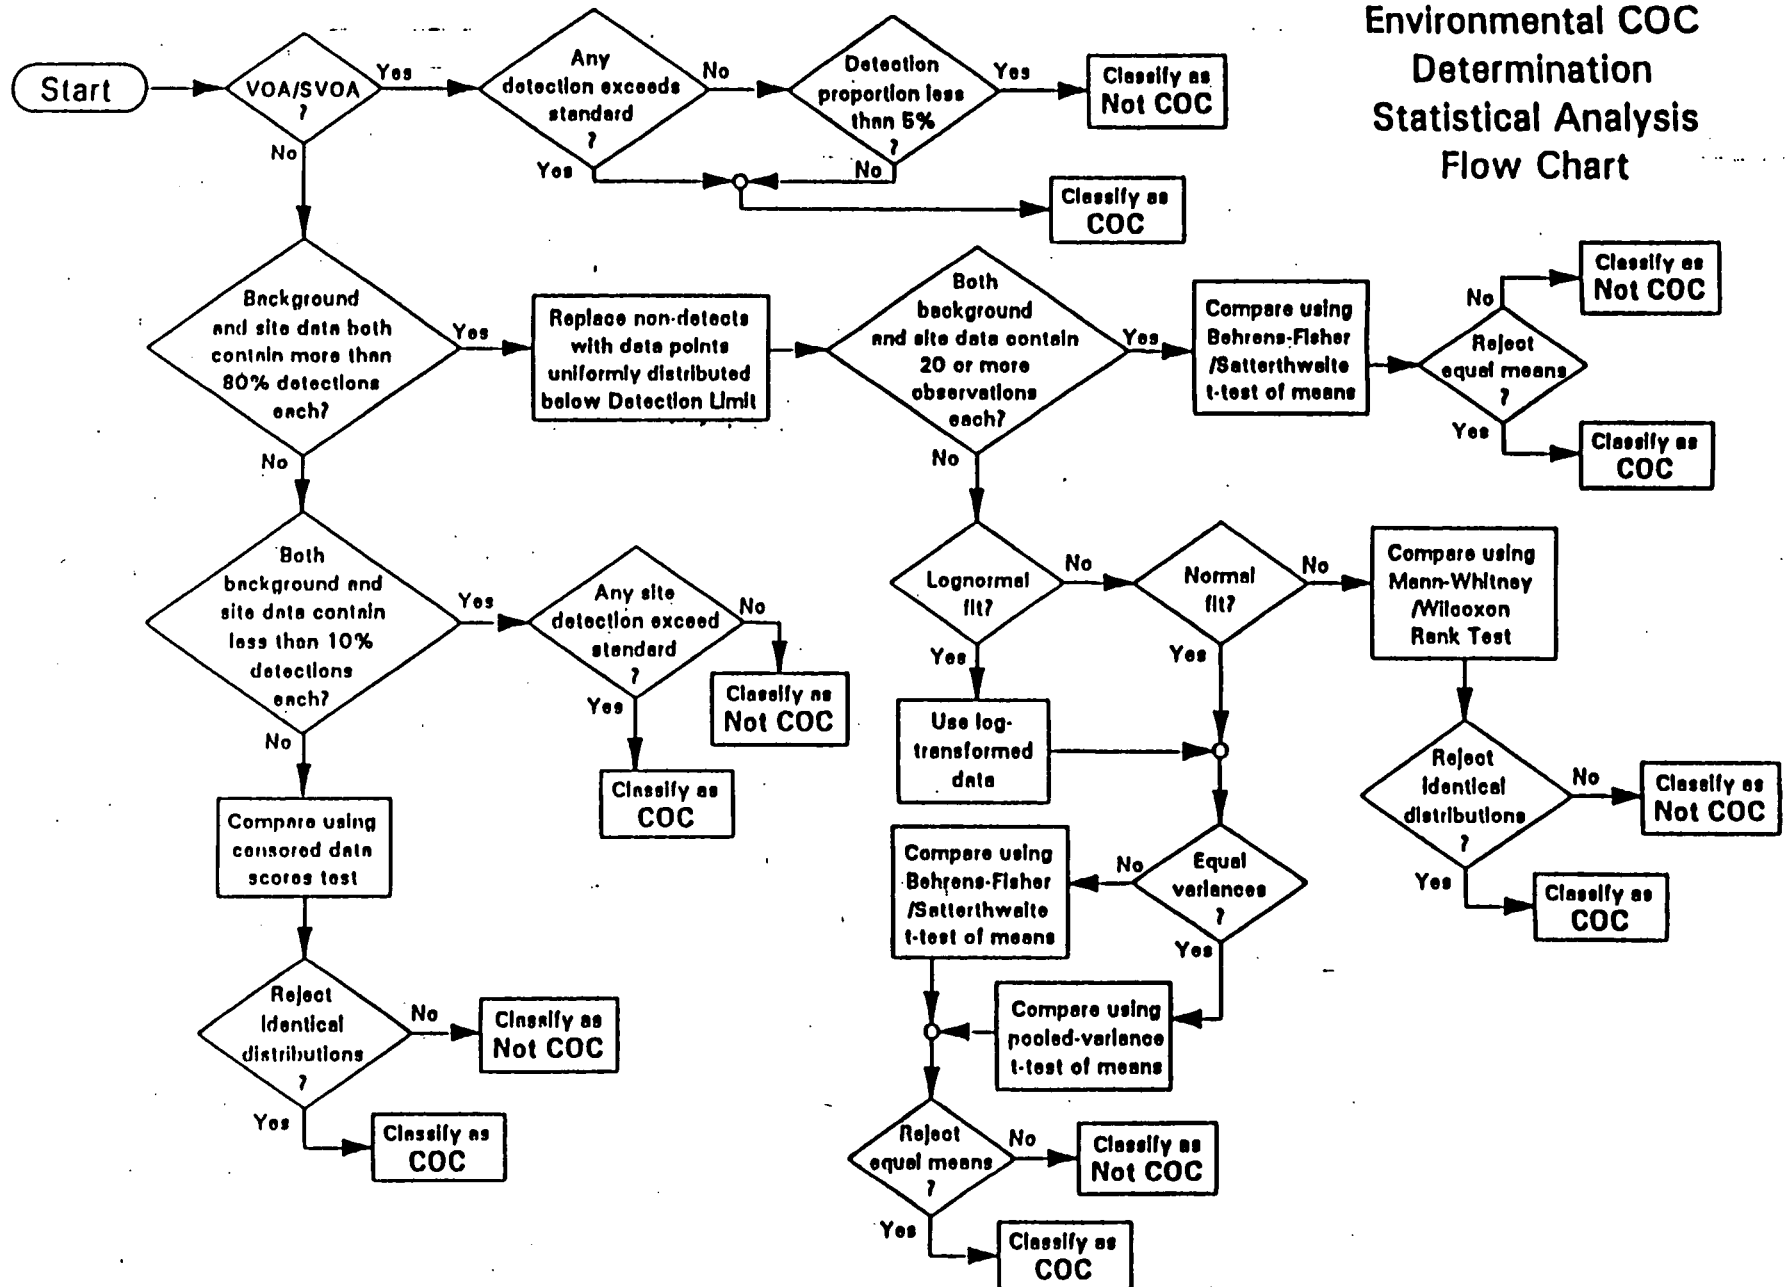 Environmental COC
Determination
Statistical Analysis
Flow Chart
Start
VOA/SVOA
?
Yes
No
Any
detection exceeds
standard
?
No
Yes
Detection
proportion less
than 5%
?
Yes
No
Classify as
Not COC
Classify as
COC
Background
and site data both
contain more than
80% detections
each?
Yes
No
Replace non-detects
with data points
uniformly distributed
below Detection Limit
Both
background
and site data contain
20 or more
observations
each?
Yes
No
Compare using
Behrens-Fisher
/Satterthwaite
t-test of means
Reject
equal means
?
No
Yes
Classify as
Not COC
Classify as
COC
Both
background and
site data contain
less than 10%
detections
each?
Yes
No
Any site
detection exceed
standard
?
No
Yes
Classify as
Not COC
Classify as
COC
Lognormal
fit?
No
Yes
Normal
fit?
No
Yes
Compare using
Mann-Whitney
/Wilcoxon
Rank Test
Use log-
transformed
data
Reject
identical
distributions
?
No
Yes
Classify as
Not COC
Classify as
COC
Compare using
censored data
scores test
Equal
variances
?
No
Yes
Compare using
Behrens-Fisher
/Satterthwaite
t-test of means
Compare using
pooled-variance
t-test of means
Reject
identical
distributions
?
No
Yes
Classify as
Not COC
Classify as
COC
Reject
equal means
?
No
Yes
Classify as
Not COC
Classify as
COC